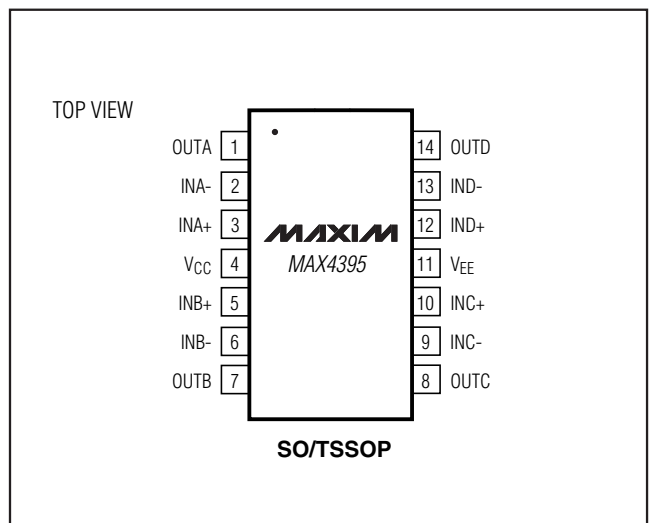 TOP VIEW
OUTA 1 14 OUTD
INA- 2 13 IND-
INA+ 3 12 IND+
MAXIM
VCC 4 MAX4395 11 VEE
INB+ 5 10 INC+
INB- 6 9 INC-
OUTB 7 8 OUTC
SO/TSSOP